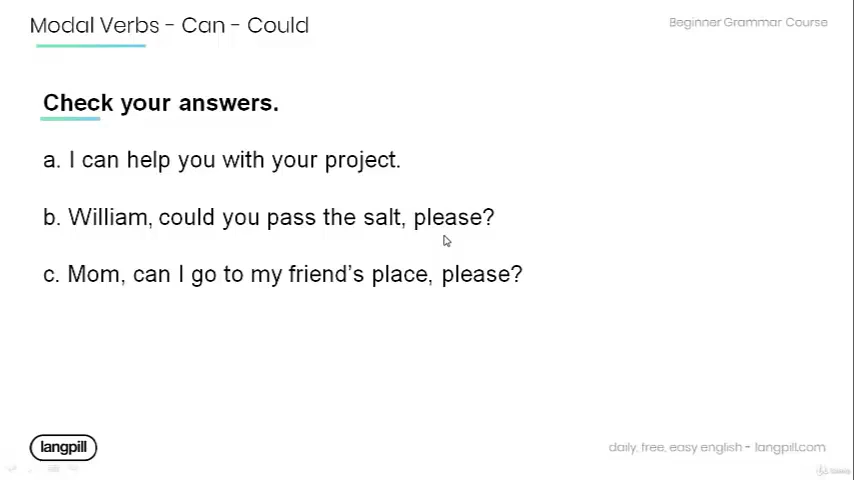 Modal Verbs - Can - Could
Beginner Grammar Course
Check your answers.
a. I can help you with your project.
b. William, could you pass the salt, please?
c. Mom, can I go to my friend's place, please?
langpill
daily, free, easy english - langpill.com